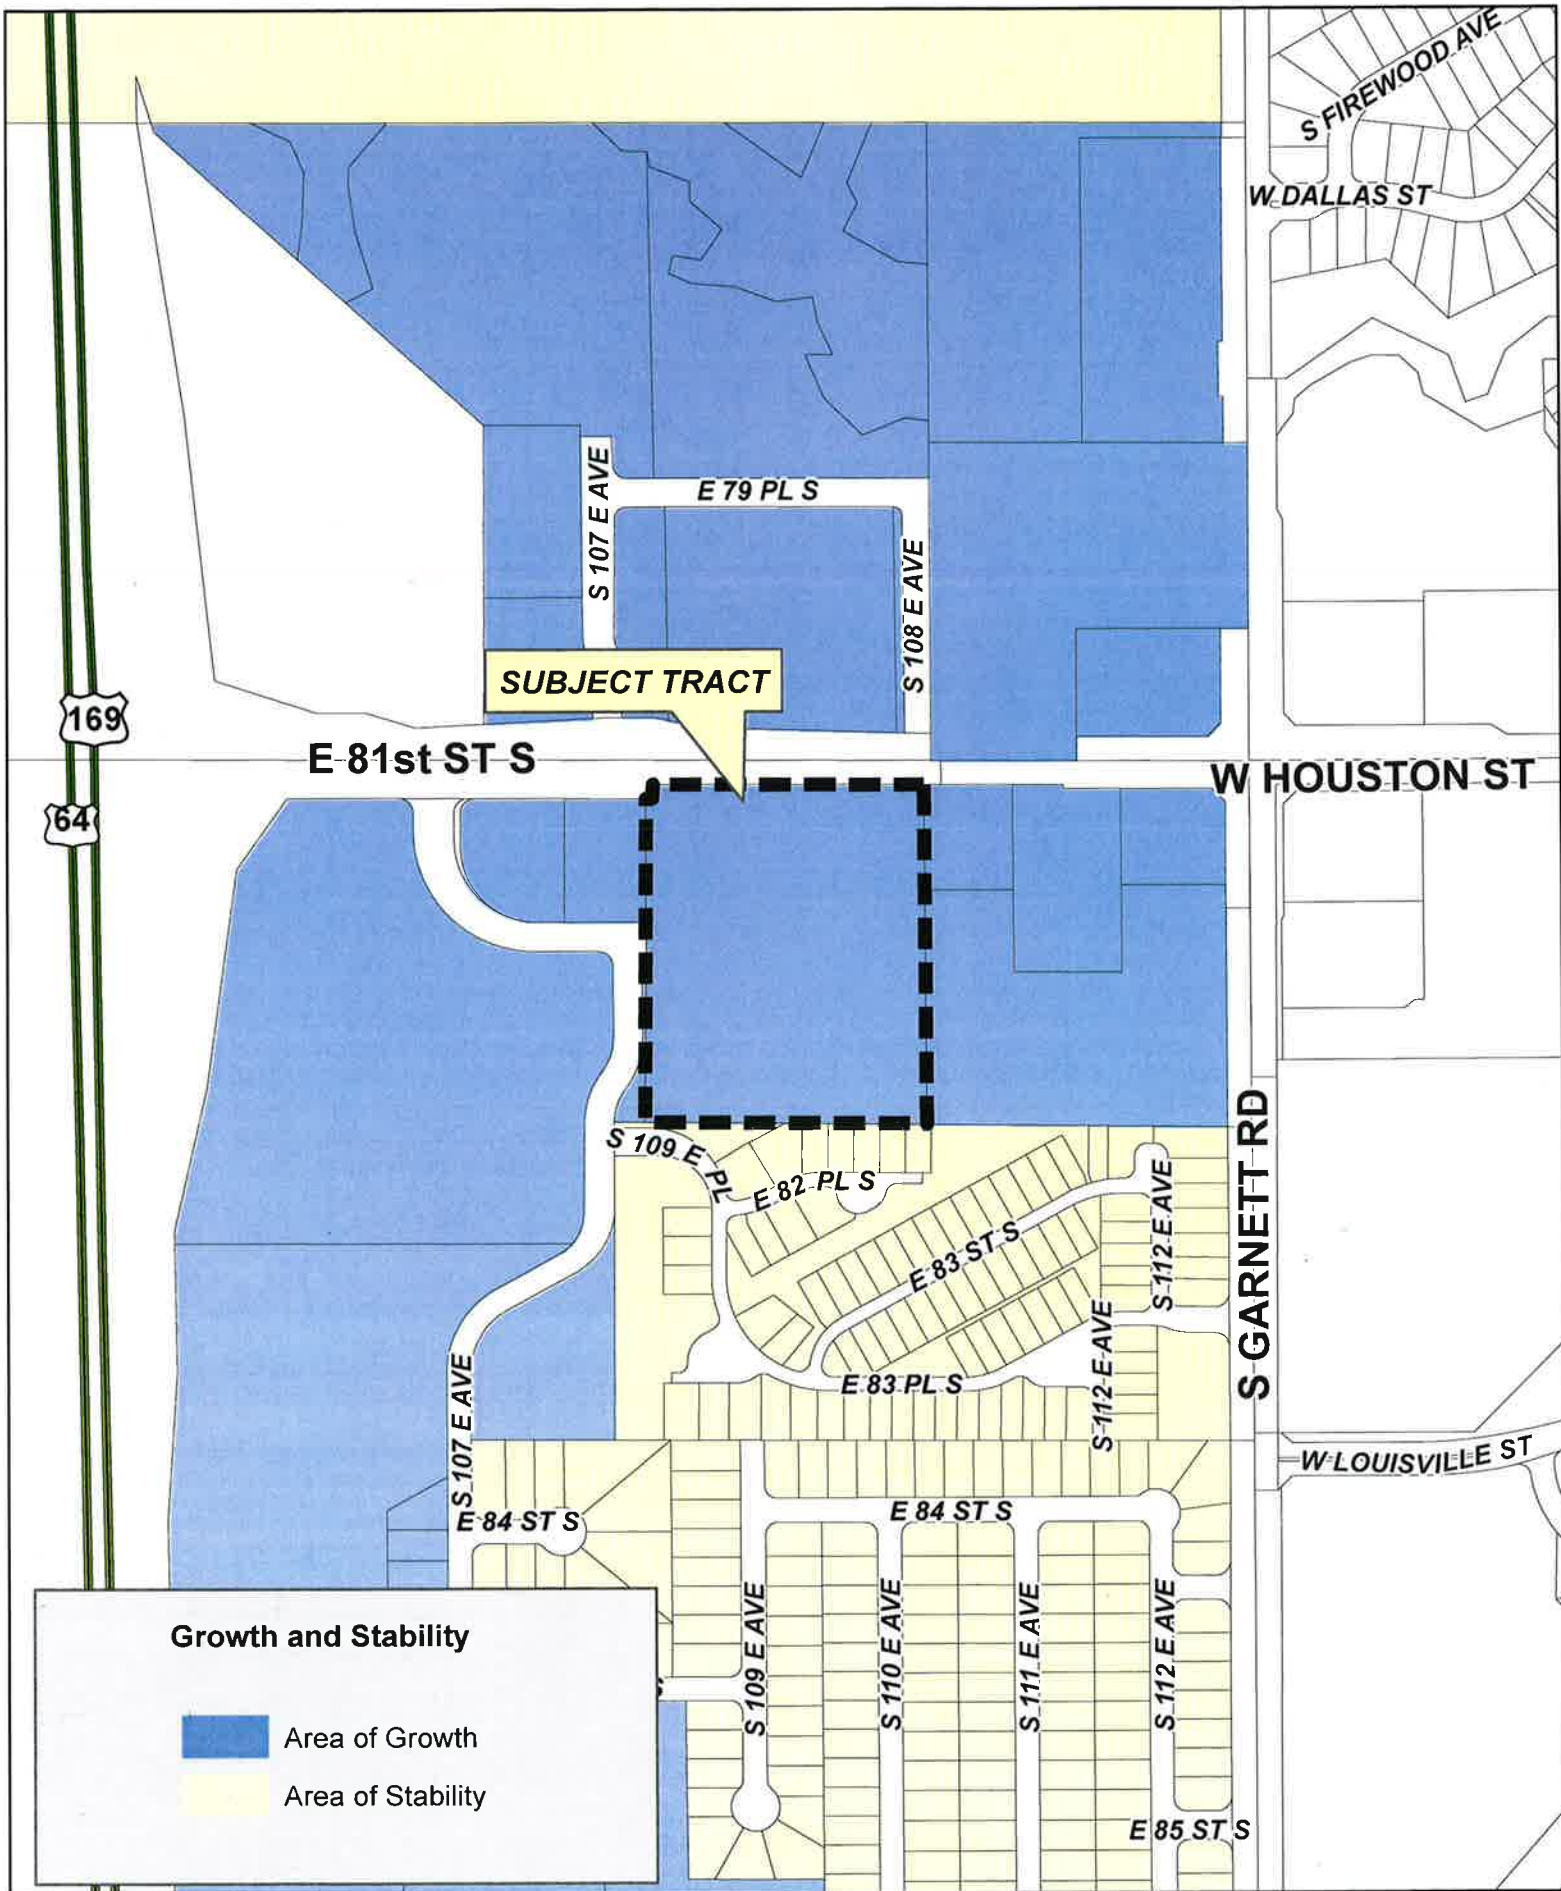 S FIREWOOD AVE
W DALLAS ST
E 79 PL S
S 107 E AVE
S 108 E AVE
SUBJECT TRACT
169
E 81st ST S
W HOUSTON ST
64
S 109 E PL
E 82 PL S
E 83 ST S
S 112 E AVE
S GARNETT RD
S 112 E AVE
E 83 PL S
S 107 E AVE
W LOUISVILLE ST
E 84 ST S
E 84 ST S
S 109 E AVE
S 110 E AVE
S 111 E AVE
S 112 E AVE
E 85 ST S
Growth and Stability
Area of Growth
Area of Stability